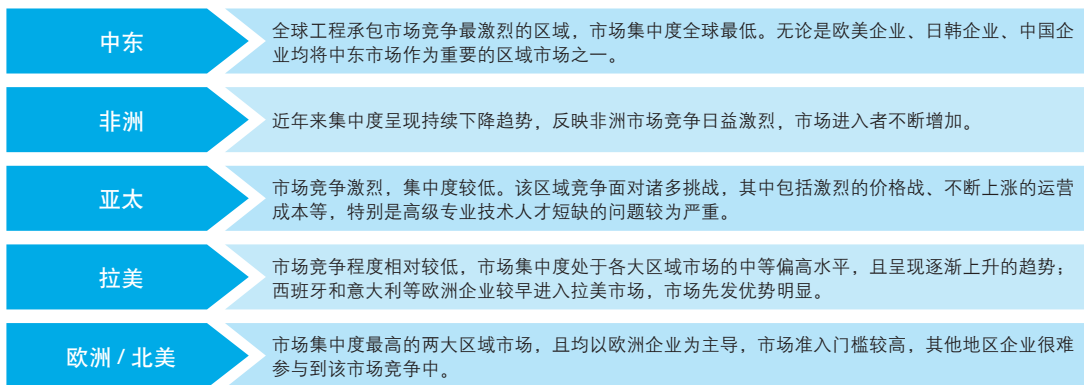 中东
全球工程承包市场竞争最激烈的区域，市场集中度全球最低。无论是欧美企业、日韩企业、中国企
业均将中东市场作为重要的区域市场之一。
非洲
近年来集中度呈现持续下降趋势，反映非洲市场竞争日益激烈，市场进入者不断增加。
亚太
市场竞争激烈，集中度较低。该区域竞争面对诸多挑战，其中包括激烈的价格战、不断上涨的运营
成本等，特别是高级专业技术人才短缺的问题较为严重。
拉美
市场竞争程度相对较低，市场集中度处于各大区域市场的中等偏高水平，且呈现逐渐上升的趋势；
西班牙和意大利等欧洲企业较早进入拉美市场，市场先发优势明显。
欧洲 / 北美
市场集中度最高的两大区域市场，且均以欧洲企业为主导，市场准入门槛较高，其他地区企业很难
参与到该市场竞争中。